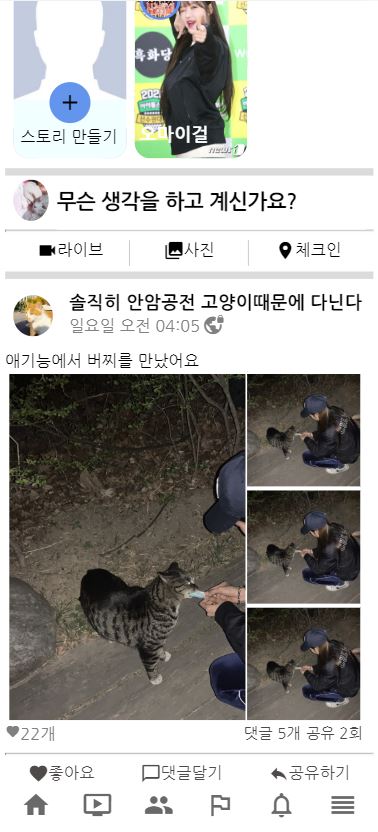 스토리 만들기
흑화당
오마이걸
news1
무슨 생각을 하고 계신가요?
라이브 사진 체크인
솔직히 안암공전 고양이때문에 다닌다
일요일 오전 04:05
애기능에서 버찌를 만났어요
22개 댓글 5개 공유 2회
좋아요 댓글달기 공유하기